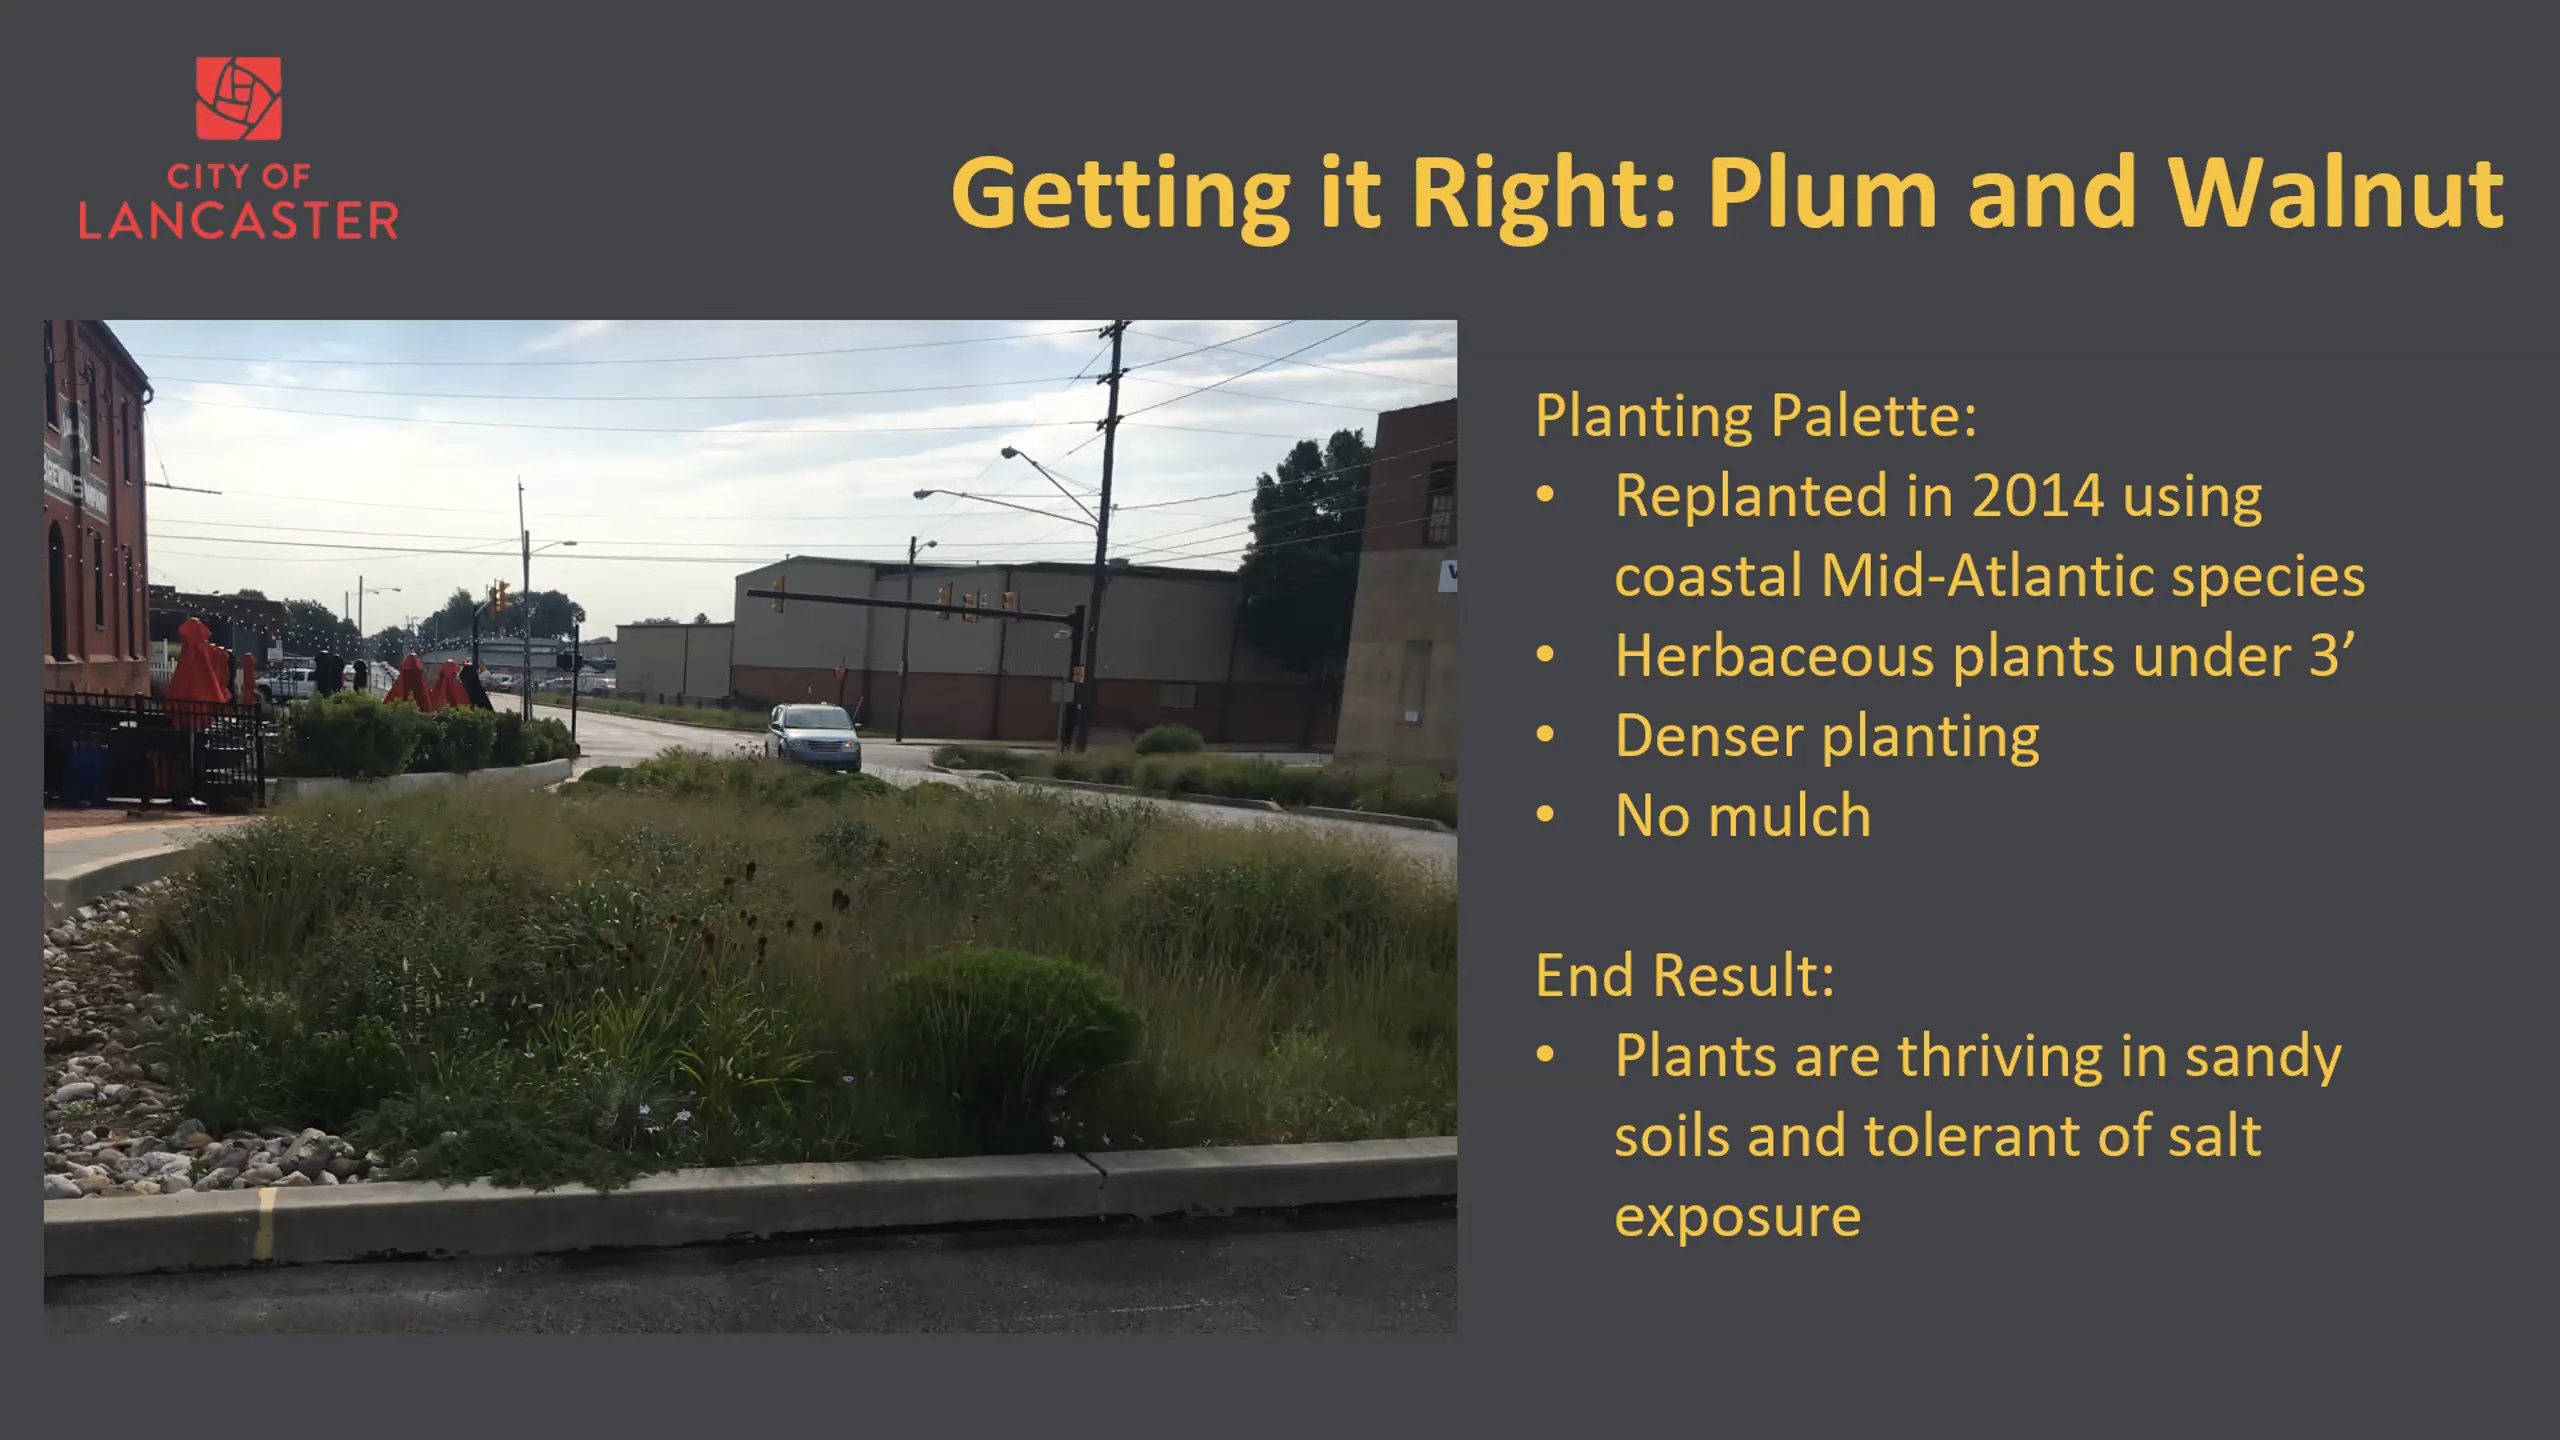 CITY OF
LANCASTER
Getting it Right: Plum and Walnut
Planting Palette:
• Replanted in 2014 using
coastal Mid-Atlantic species
• Herbaceous plants under 3’
• Denser planting
• No mulch
End Result:
• Plants are thriving in sandy
soils and tolerant of salt
exposure